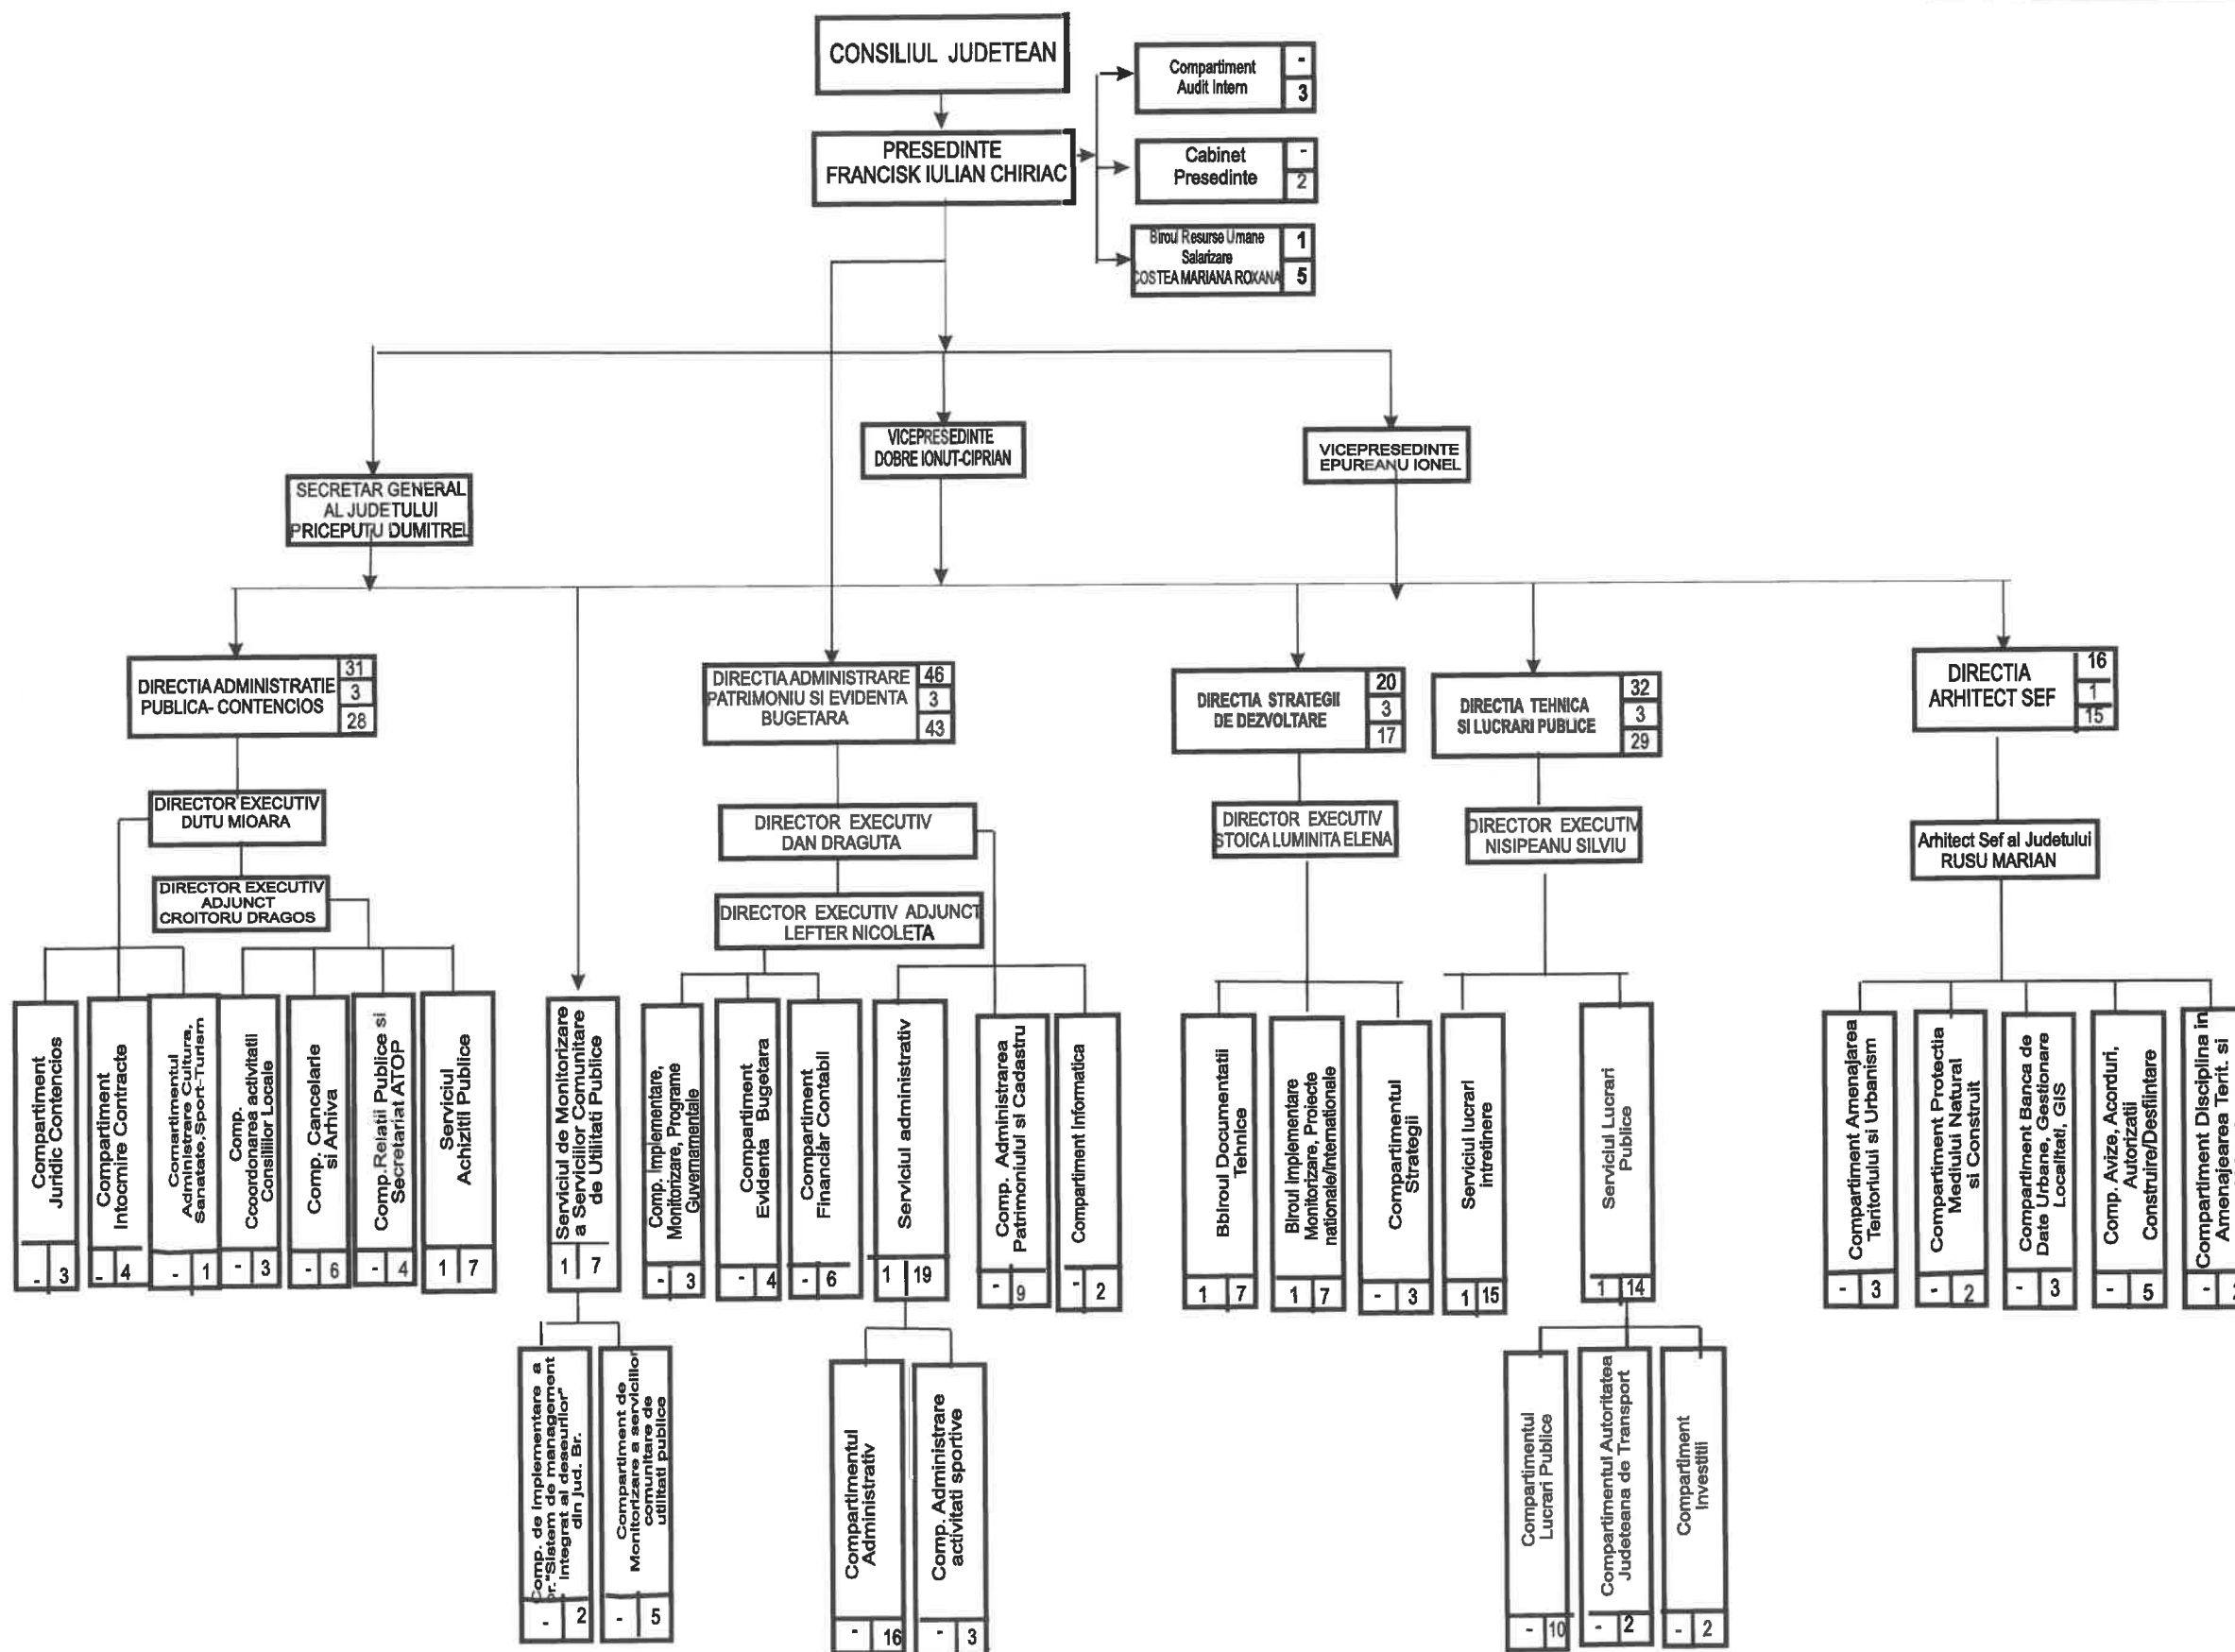 CONSILIUL JUDETEAN
Compartiment
Audit Intern
-
3
PRESEDINTE
FRANCISK IULIAN CHIRIAC
Cabinet
Presedinte
-
2
Biroul Resurse Umane
Salarizare
COSTEA MARIANA ROXANA
1
5
VICEPRESEDINTE
DOBRE IONUT-CIPRIAN
VICEPRESEDINTE
EPUREANU IONEL
SECRETAR GENERAL
AL JUDETULUI
PRICEPUTU DUMITREL
DIRECTIA ADMINISTRATIE
PUBLICA- CONTENCIOS
31
3
28
DIRECTIA ADMINISTRARE
PATRIMONIU SI EVIDENTA
BUGETARA
46
3
43
DIRECTIA STRATEGII
DE DEZVOLTARE
20
3
17
DIRECTIA TEHNICA
SI LUCRARI PUBLICE
32
3
29
DIRECTIA
ARHITECT SEF
16
1
15
DIRECTOR EXECUTIV
DUTU MIOARA
DIRECTOR EXECUTIV
DAN DRAGUTA
DIRECTOR EXECUTIV
STOICA LUMINITA ELENA
DIRECTOR EXECUTIV
NISIPEANU SILVIU
Arhitect Sef al Judetului
RUSU MARIAN
DIRECTOR EXECUTIV
ADJUNCT
CROITORU DRAGOS
DIRECTOR EXECUTIV ADJUNCT
LEFTER NICOLETA
Compartiment
Juridic Contencios
- 3
Compartiment
Intocmire Contracte
- 4
Comartimentul
Administrare Cultura,
Sanatate,Sport-Turism
- 1
Comp.
Ccoordonarea activitatii
Consiliilor Locale
- 3
Comp. Cancelarie
si Arhiva
- 6
Comp.Relatii Publice si
Secretariat ATOP
- 4
Serviciul
Achizitii Publice
1 7
Serviciul de Monitorizare
a Serviciilor Comunitare
de Utilitati Publice
1 7
Comp. Implementare,
Monitorizare, Programe
Guvernamentale
- 3
Compartiment
Evidenta Bugetara
- 4
Compartiment
Financiar Contabil
- 6
Serviciul administrativ
1 19
Comp. Administrarea
Patrimoniului si Cadastru
- 9
Compartiment Informatica
- 2
Bbiroul Documentatii
Tehnice
1 7
Biroul Implementare
Monitorizare, Proiecte
nationale/internationale
1 7
Compartimentul
Strategii
- 3
Serviciul lucrari
intretinere
1 15
Serviciul Lucrari
Publice
1 14
Compartiment Amenajarea
Teritoriului si Urbanism
- 3
Compartiment Protectia
Mediului Natural
si Construit
- 2
Compartiment Banca de
Date Urbane, Gestionare
Localitati, GIS
- 3
Comp. Avize, Acorduri,
Autorizatii
Construire/Desfiintare
- 5
Compartiment Disciplina in
Amenajearea Terit. si
-
Comp. de implementare a
pr."Sistem de management
integrat al deseurilor"
din jud. Br.
- 2
Compartiment de
Monitorizare a serviciilor
comunitare de
utilitati publice
- 5
Compartimentul
Administrativ
- 16
Comp. Administrare
activitati sportive
- 3
Compartimentul
Lucrari Publice
- 10
Compartimentul Autoritatea
Judeteana de Transport
- 2
Compartiment
Investitii
- 2